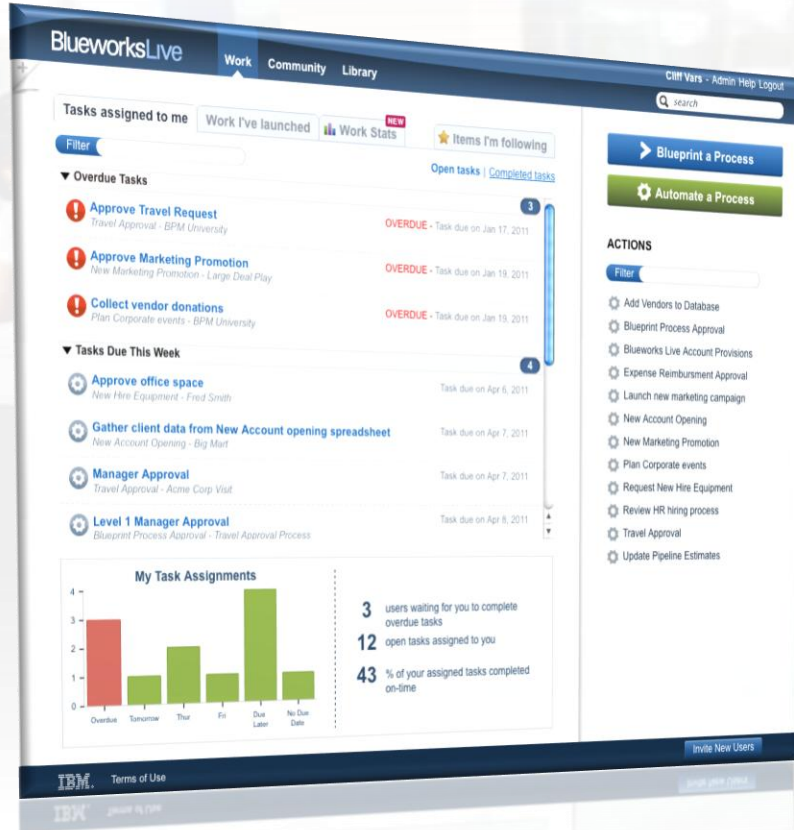 BlueworksLive
Work Community Library
Cliff Vars - Admin Help Logout
search
Tasks assigned to me
Work I've launched
Work Stats
NEW
Items I'm following
Filter
Open tasks | Completed tasks
Overdue Tasks
3
Approve Travel Request
Travel Approval - BPM University
OVERDUE - Task due on Jan 17, 2011
Approve Marketing Promotion
New Marketing Promotion - Large Deal Play
OVERDUE - Task due on Jan 19, 2011
Collect vendor donations
Plan Corporate events - BPM University
OVERDUE - Task due on Jan 19, 2011
Tasks Due This Week
4
Approve office space
New Hire Equipment - Fred Smith
Task due on Apr 6, 2011
Gather client data from New Account opening spreadsheet
New Account Opening - Big Mart
Task due on Apr 7, 2011
Manager Approval
Travel Approval - Acme Corp Visit
Task due on Apr 7, 2011
Level 1 Manager Approval
Blueprint Process Approval - Travel Approval Process
Task due on Apr 8, 2011
My Task Assignments
4
3
2
1
0
Overdue
Tomorrow
Thur
Fri
Due
Later
No Due
Date
3 users waiting for you to complete
overdue tasks
12 open tasks assigned to you
43 % of your assigned tasks completed
on-time
Blueprint a Process
Automate a Process
ACTIONS
Filter
Add Vendors to Database
Blueprint Process Approval
Blueworks Live Account Provisions
Expense Reimbursment Approval
Launch new marketing campaign
New Account Opening
New Marketing Promotion
Plan Corporate events
Request New Hire Equipment
Review HR hiring process
Travel Approval
Update Pipeline Estimates
Invite New Users
IBM. Terms of Use